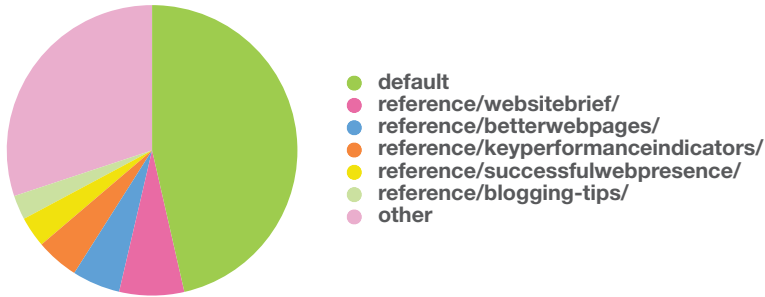 default
reference/websitebrief/
reference/betterwebpages/
reference/keyperformanceindicators/
reference/successfulwebpresence/
reference/blogging-tips/
other